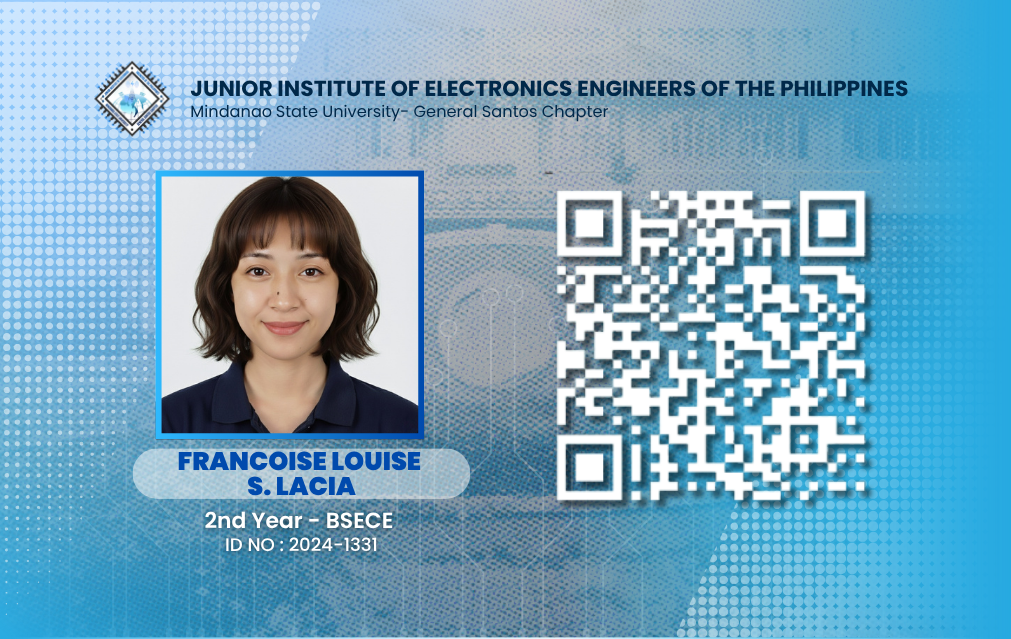 JUNIOR INSTITUTE OF ELECTRONICS ENGINEERS OF THE PHILIPPINES
Mindanao State University- General Santos Chapter
FRANCOISE LOUISE
S. LACIA
2nd Year - BSECE
ID NO : 2024-1331